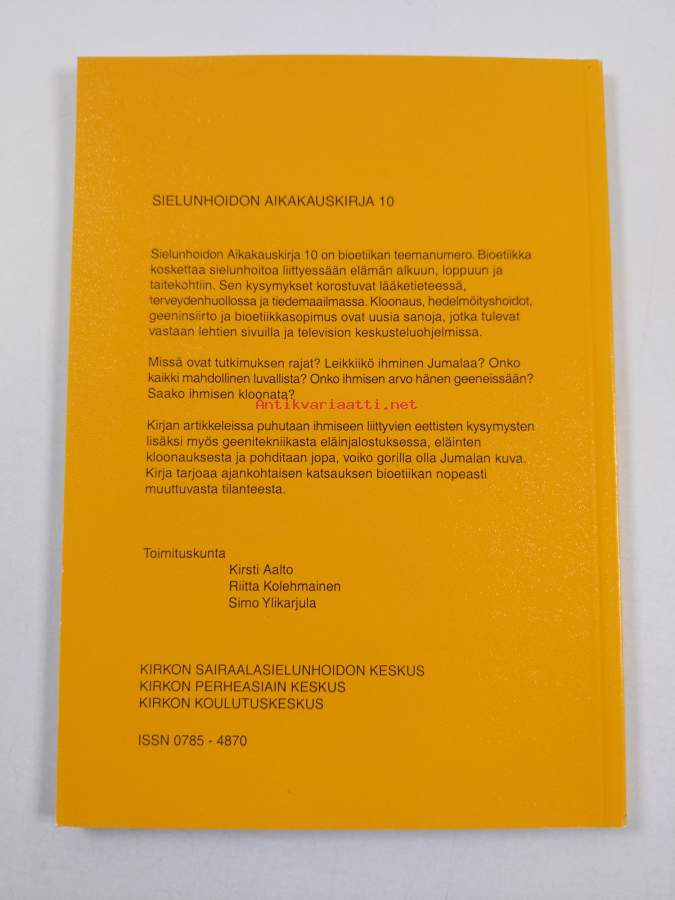 SIELUNHOIDON AIKAKAUSKIRJA 10
Sielunhoidon Aikakauskirja 10 on bioetiikan teemanumero. Bioetiikka
koskettaa sielunhoitoa liittyessään elämän alkuun, loppuun ja
taitekohtiin. Sen kysymykset korostuvat lääketieteessä,
terveydenhuollossa ja tiedemaailmassa. Kloonaus, hedelmöityshoidot,
geeninsiirto ja bioetiikkasopimus ovat uusia sanoja, jotka tulevat
vastaan lehtien sivuilla ja television keskusteluohjelmissa.
Missä ovat tutkimuksen rajat? Leikkiikö ihminen Jumalaa? Onko
kaikki mahdollinen luvallista? Onko ihmisen arvo hänen geeneissään?
Saako ihmisen kloonata?
Antikvariaatti.net
Kirjan artikkeleissa puhutaan ihmiseen liittyvien eettisten kysymysten
lisäksi myös geenitekniikasta eläinjalostuksessa, eläinten
kloonauksesta ja pohditaan jopa, voiko gorilla olla Jumalan kuva.
Kirja tarjoaa ajankohtaisen katsauksen bioetiikan nopeasti
muuttuvasta tilanteesta.
Toimituskunta
Kirsti Aalto
Riitta Kolehmainen
Simo Ylikarjula
KIRKON SAIRAALASIELUNHOIDON KESKUS
KIRKON PERHEASIAIN KESKUS
KIRKON KOULUTUSKESKUS
ISSN 0785 - 4870